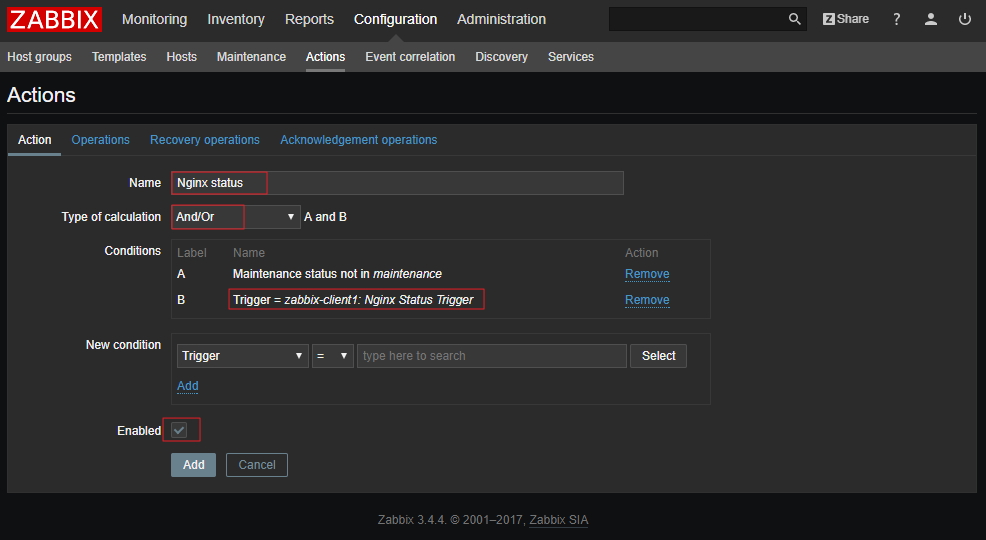 ZABBIX Monitoring Inventory Reports Configuration Administration Z Share ?
Host groups Templates Hosts Maintenance Actions Event correlation Discovery Services
Actions
Action Operations Recovery operations Acknowledgement operations
Name Nginx status
Type of calculation And/Or A and B
Conditions Label Name Action
A Maintenance status not in maintenance Remove
B Trigger = zabbix-client1: Nginx Status Trigger Remove
New condition
Trigger = type here to search Select
Add
Enabled
Add Cancel
Zabbix 3.4.4. © 2001–2017, Zabbix SIA